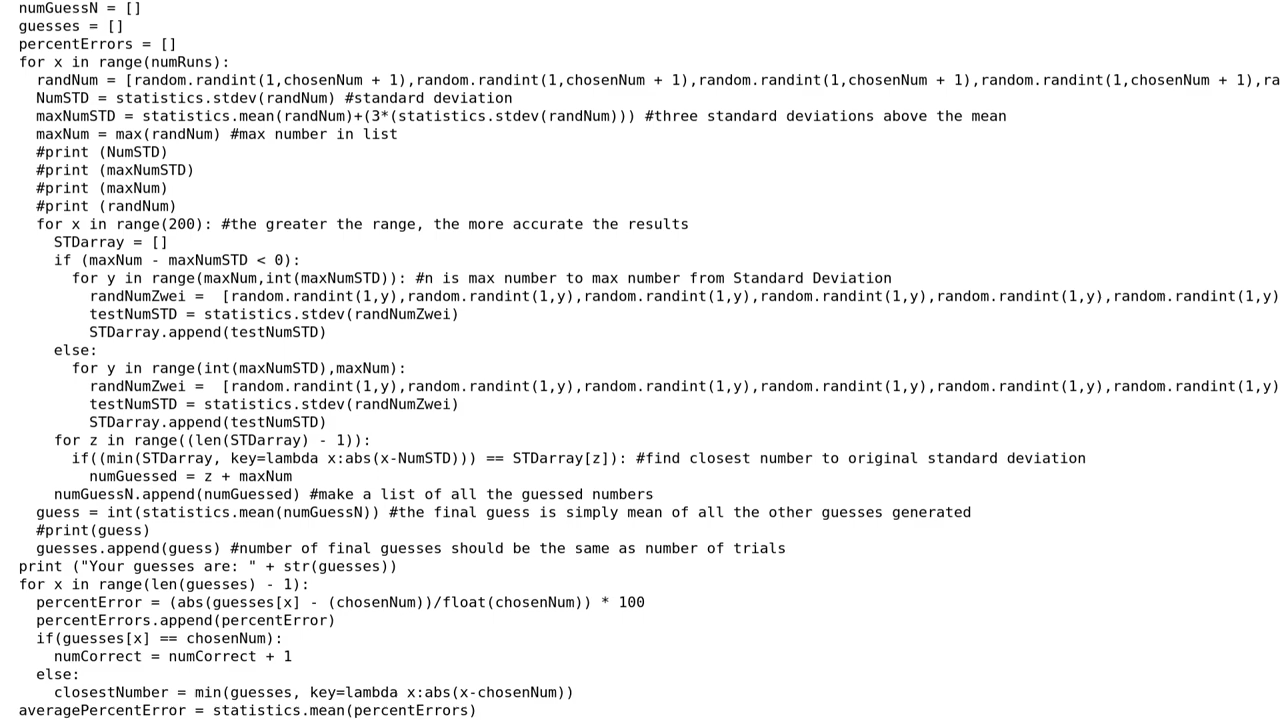 numGuessN = []
guesses = []
percentErrors = []
for x in range(numRuns):
  randNum = [random.randint(1,chosenNum + 1),random.randint(1,chosenNum + 1),random.randint(1,chosenNum + 1),random.randint(1,chosenNum + 1),ra
  NumSTD = statistics.stdev(randNum) #standard deviation
  maxNumSTD = statistics.mean(randNum)+(3*(statistics.stdev(randNum))) #three standard deviations above the mean
  maxNum = max(randNum) #max number in list
  #print (NumSTD)
  #print (maxNumSTD)
  #print (maxNum)
  #print (randNum)
  for x in range(200): #the greater the range, the more accurate the results
    STDarray = []
    if (maxNum - maxNumSTD < 0):
      for y in range(maxNum,int(maxNumSTD)): #n is max number to max number from Standard Deviation
        randNumZwei =  [random.randint(1,y),random.randint(1,y),random.randint(1,y),random.randint(1,y),random.randint(1,y),random.randint(1,y)
        testNumSTD = statistics.stdev(randNumZwei)
        STDarray.append(testNumSTD)
    else:
      for y in range(int(maxNumSTD),maxNum):
        randNumZwei =  [random.randint(1,y),random.randint(1,y),random.randint(1,y),random.randint(1,y),random.randint(1,y),random.randint(1,y)
        testNumSTD = statistics.stdev(randNumZwei)
        STDarray.append(testNumSTD)
    for z in range((len(STDarray) - 1)):
      if((min(STDarray, key=lambda x:abs(x-NumSTD))) == STDarray[z]): #find closest number to original standard deviation
        numGuessed = z + maxNum
    numGuessN.append(numGuessed) #make a list of all the guessed numbers
  guess = int(statistics.mean(numGuessN)) #the final guess is simply mean of all the other guesses generated
  #print(guess)
  guesses.append(guess) #number of final guesses should be the same as number of trials
print ("Your guesses are: " + str(guesses))
for x in range(len(guesses) - 1):
  percentError = (abs(guesses[x] - (chosenNum))/float(chosenNum)) * 100
  percentErrors.append(percentError)
  if(guesses[x] == chosenNum):
    numCorrect = numCorrect + 1
  else:
    closestNumber = min(guesses, key=lambda x:abs(x-chosenNum))
averagePercentError = statistics.mean(percentErrors)